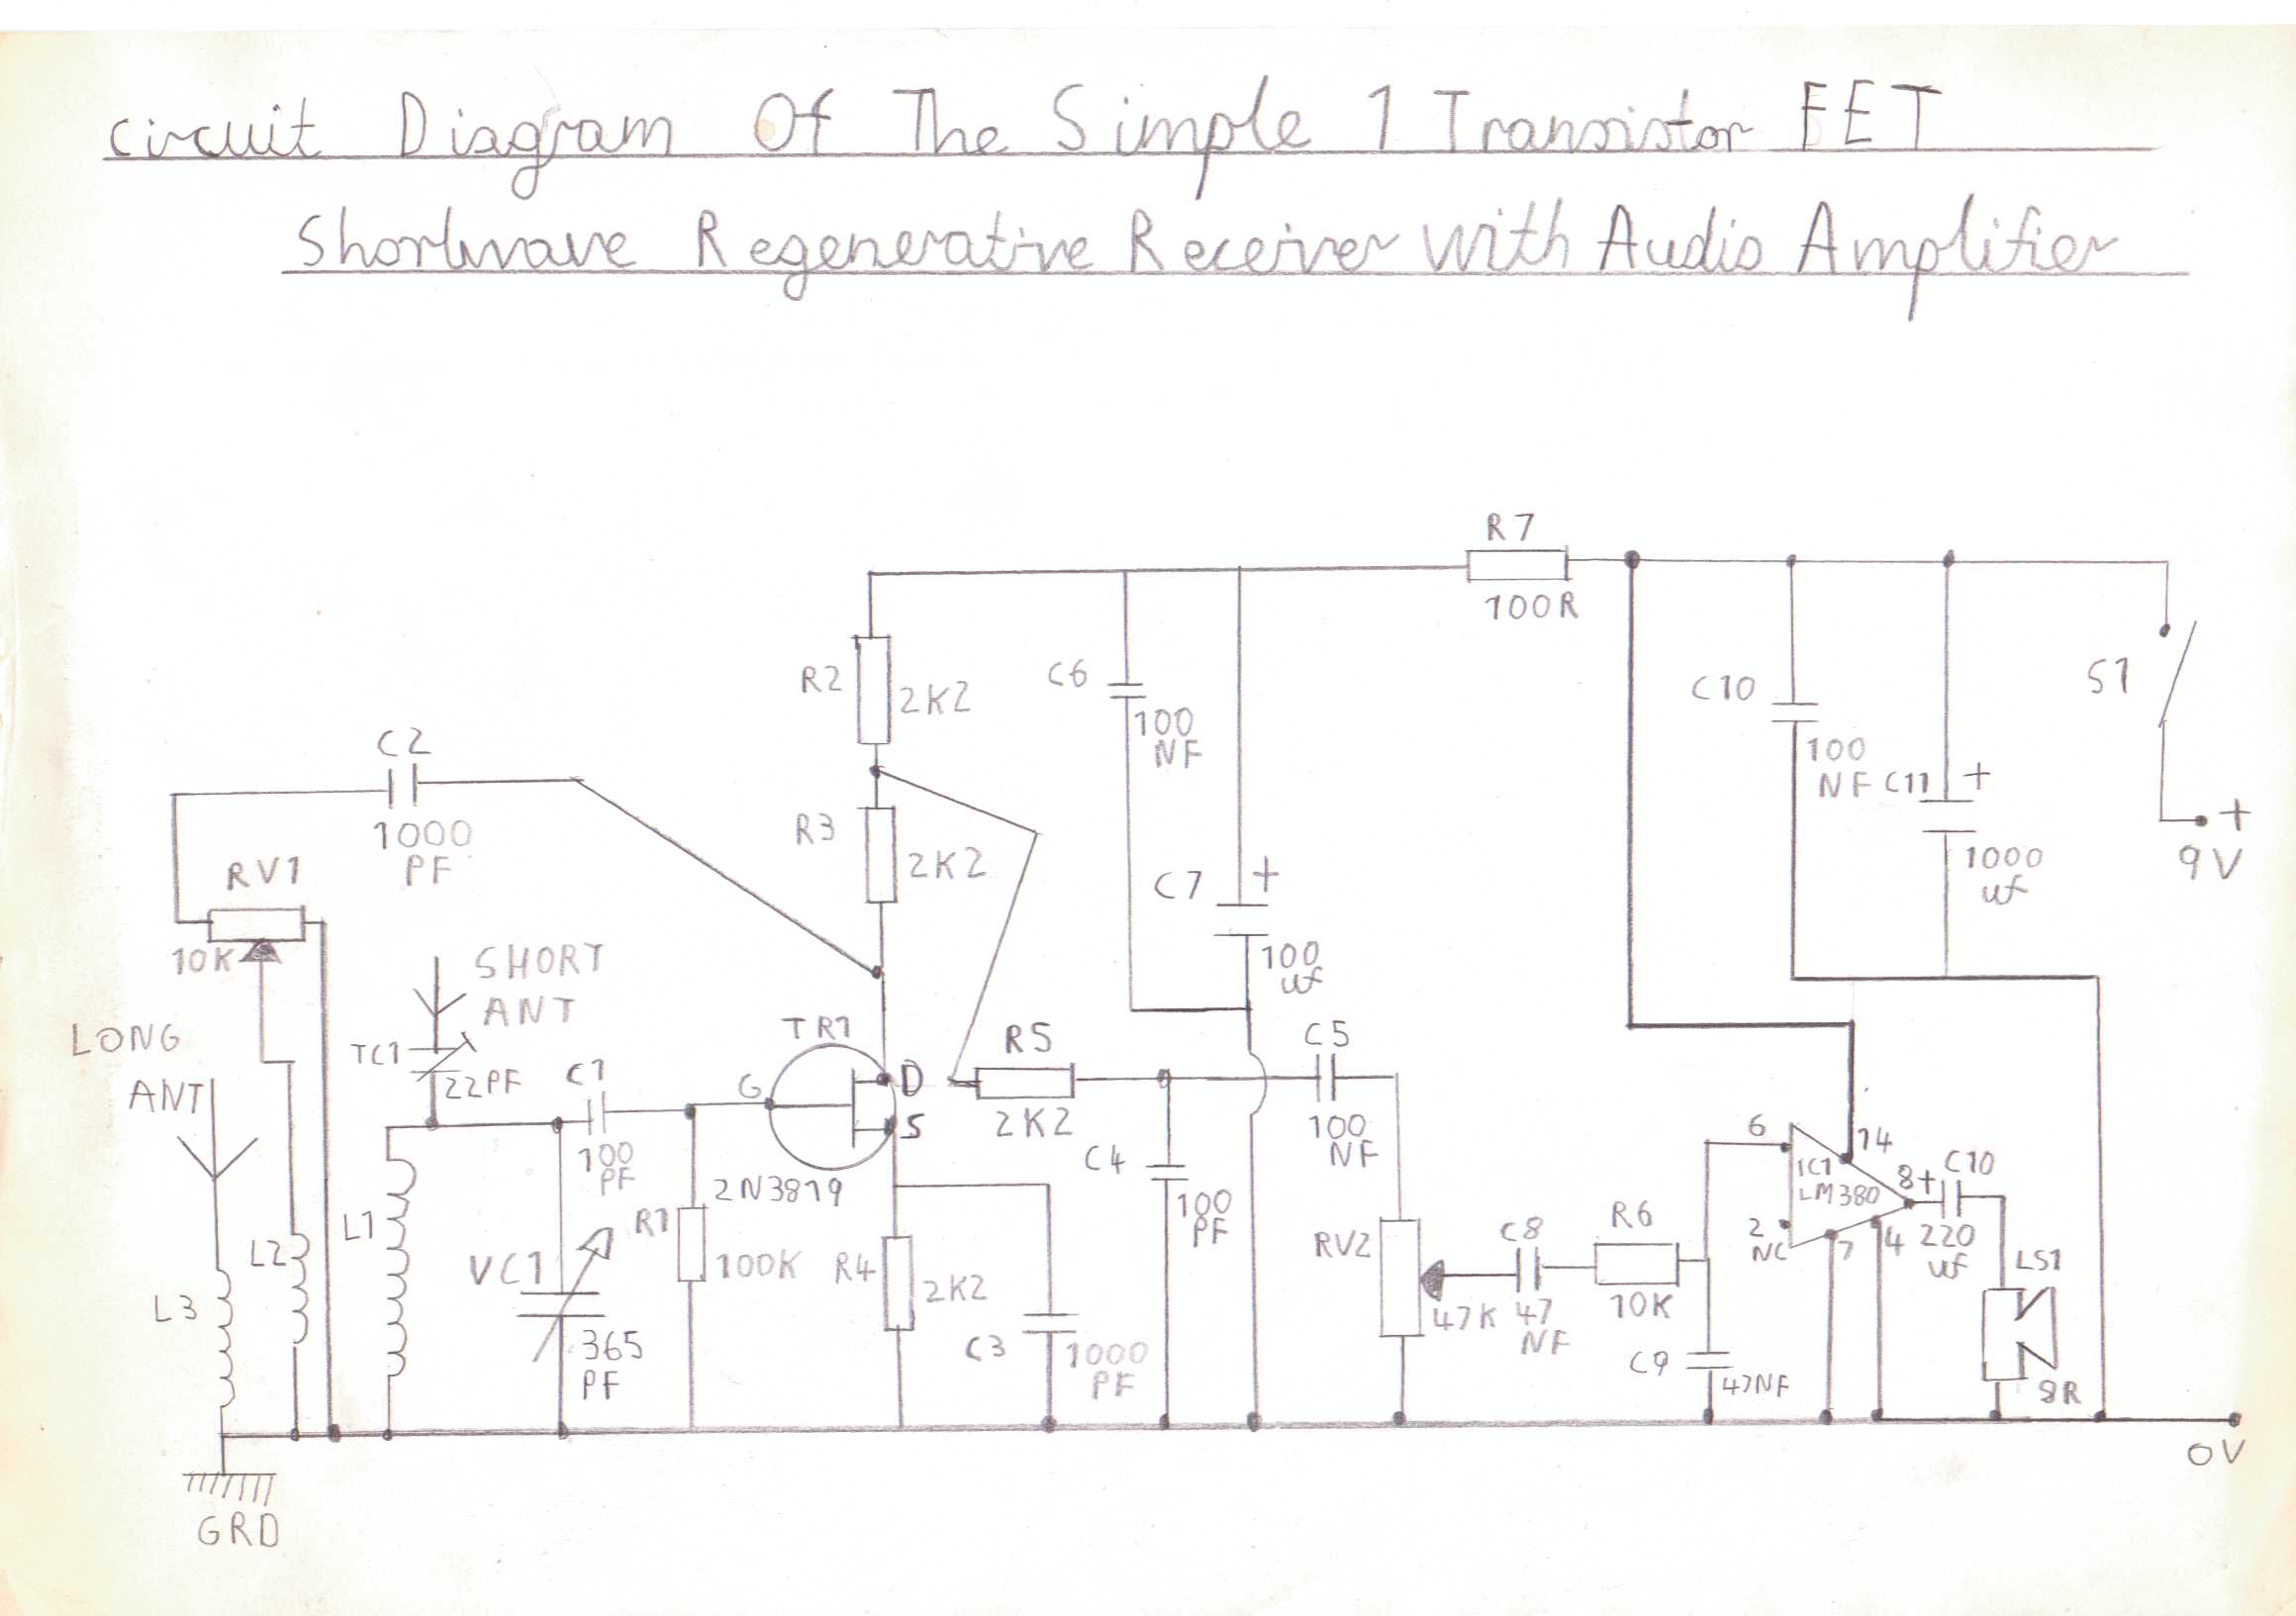 circuit Diagram Of The Simple 1 Transistor FET
Shortwave Regenerative Receiver with Audio Amplifier
R7
100R
R2
2K2
C6
100
NF
C10
100
NF
S1
C11 +
1000
uf
+
9V
C2
1000
PF
R3
2K2
C7
+
100
uf
RV1
10K
SHORT
ANT
LONG
ANT
TC1
22PF
C1
100
PF
TR1
G
D
S
2N3819
R5
2K2
C5
100
NF
C4
100
PF
6
14
IC1
LM380
8+
C10
220
uf
2
NC
7
4
L1
L2
L3
VC1
365
PF
R1
100K
R4
2K2
C3
1000
PF
RV2
47K
C8
47
NF
R6
10K
C9
47NF
LS1
8R
0V
GRD